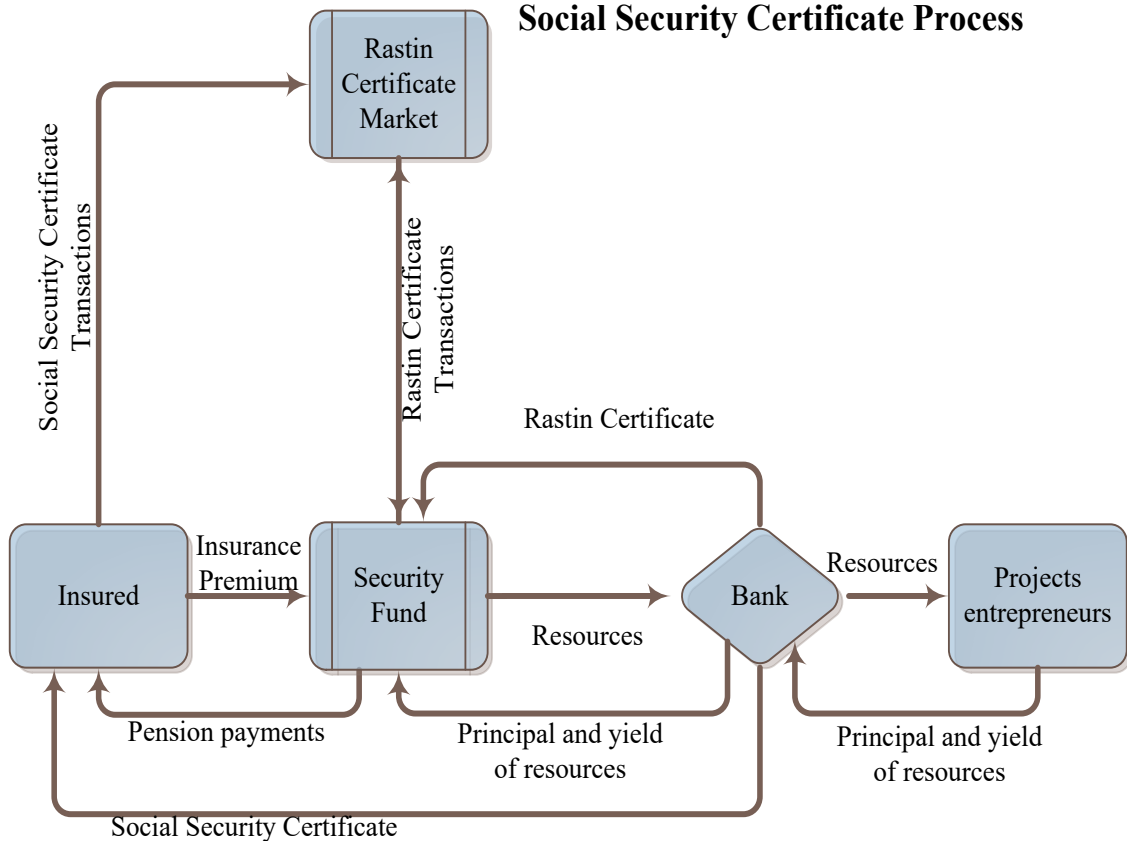 Social Security Certificate Process
Rastin
Certificate
Market
Social Security Certificate
Transactions
Rastin Certificate
Transactions
Rastin Certificate
Insured
Insurance
Premium
Security
Fund
Resources
Bank
Resources
Projects
entrepreneurs
Pension payments
Principal and yield
of resources
Principal and yield
of resources
Social Security Certificate